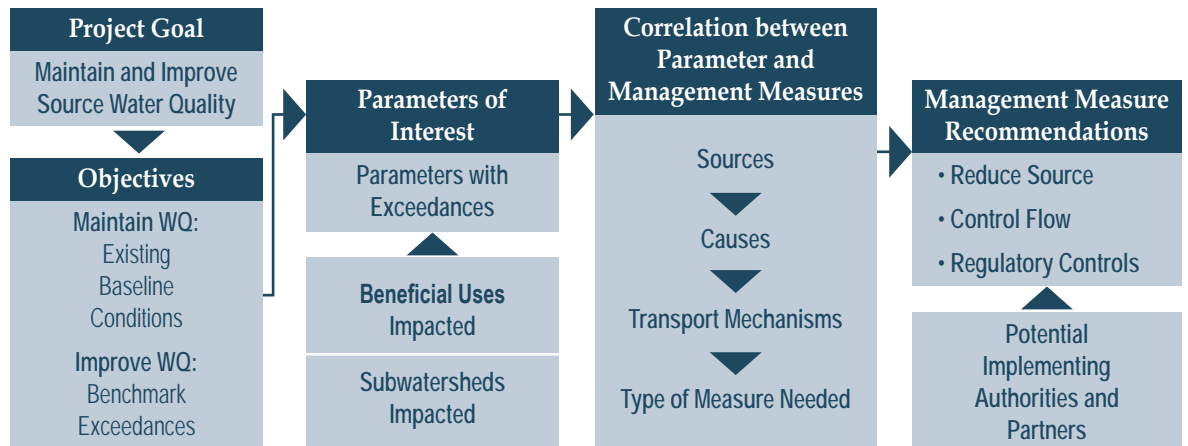 Project Goal
Maintain and Improve
Source Water Quality
Objectives
Maintain WQ:
Existing
Baseline
Conditions
Improve WQ:
Benchmark
Exceedances
Parameters of
Interest
Parameters with
Exceedances
Beneficial Uses
Impacted
Subwatersheds
Impacted
Correlation between
Parameter and
Management Measures
Sources
Causes
Transport Mechanisms
Type of Measure Needed
Management Measure
Recommendations
• Reduce Source
• Control Flow
• Regulatory Controls
Potential
Implementing
Authorities and
Partners